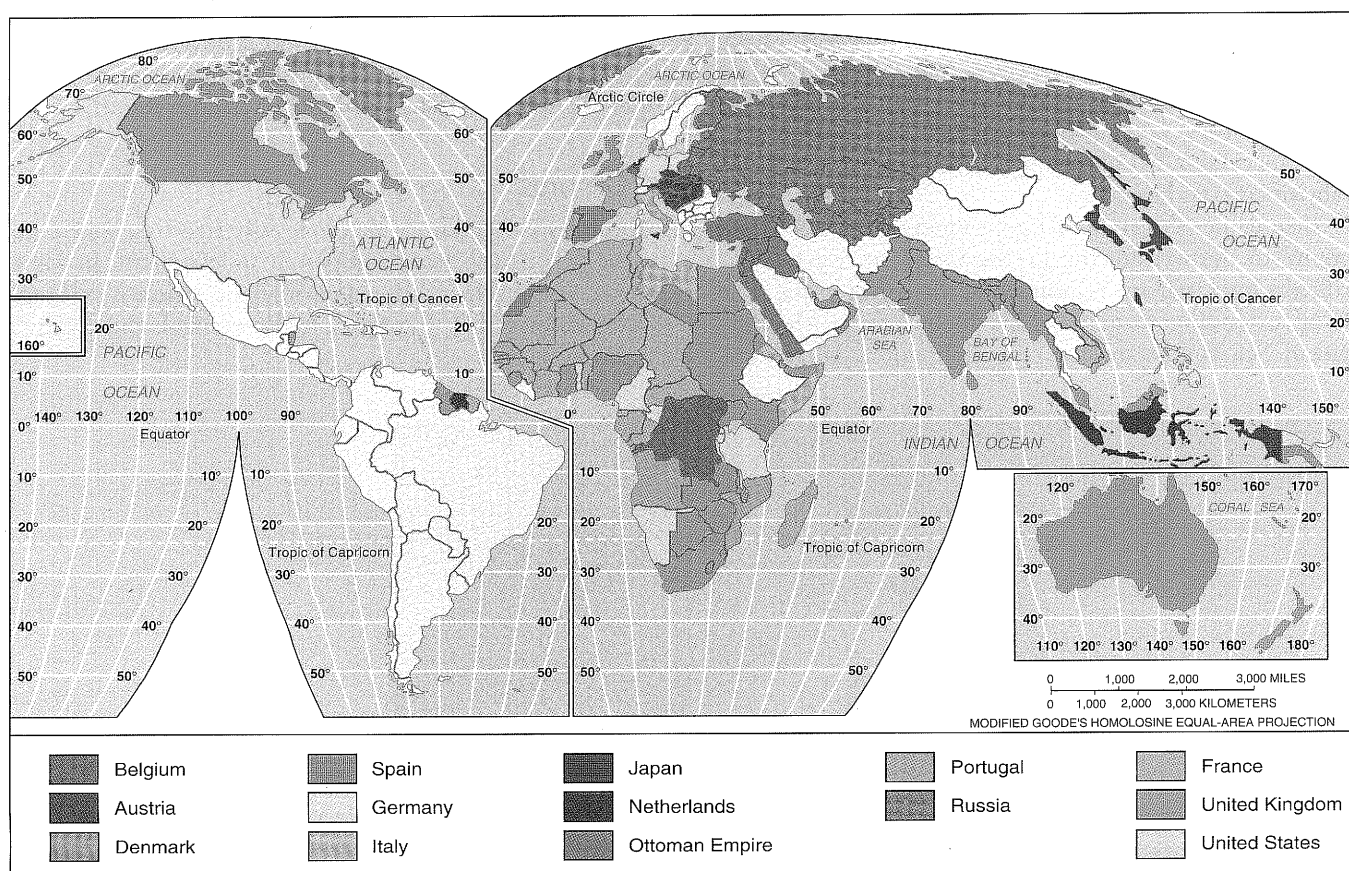 80°
ARCTIC OCEAN
70°
60°
50°
40°
30°
20°
160°
PACIFIC
OCEAN
10°
140° 130° 120° 110° 100° 90°
0°
Equator
10° 10°
20° 20°
30° 30°
40° 40°
50° 50°
ATLANTIC
OCEAN
60°
50°
40°
30°
Tropic of Cancer
20°
10°
Tropic of Capricorn
20°
30°
40°
50°
10°
20°
30°
40°
50°
ARCTIC OCEAN
Arctic Circle
60°
50°
40°
30°
0°
50° 60° 70° 80° 90°
Equator
INDIAN OCEAN
ARABIAN
SEA
BAY OF
BENGAL
50°
PACIFIC
OCEAN
40°
30°
Tropic of Cancer
20°
10°
140° 150°
0°
10°
20°
Tropic of Capricorn
30°
40°
50°
10°
20°
30°
40°
50°
120° 150° 160° 170°
CORAL SEA
20° 20°
30° 30°
40° 40°
110° 120° 130° 140° 150° 160° 180°
0 1,000 2,000 3,000 MILES
0 1,000 2,000 3,000 KILOMETERS
MODIFIED GOODE'S HOMOLOSINE EQUAL-AREA PROJECTION
Belgium
Austria
Denmark
Spain
Germany
Italy
Japan
Netherlands
Ottoman Empire
Portugal
Russia
France
United Kingdom
United States